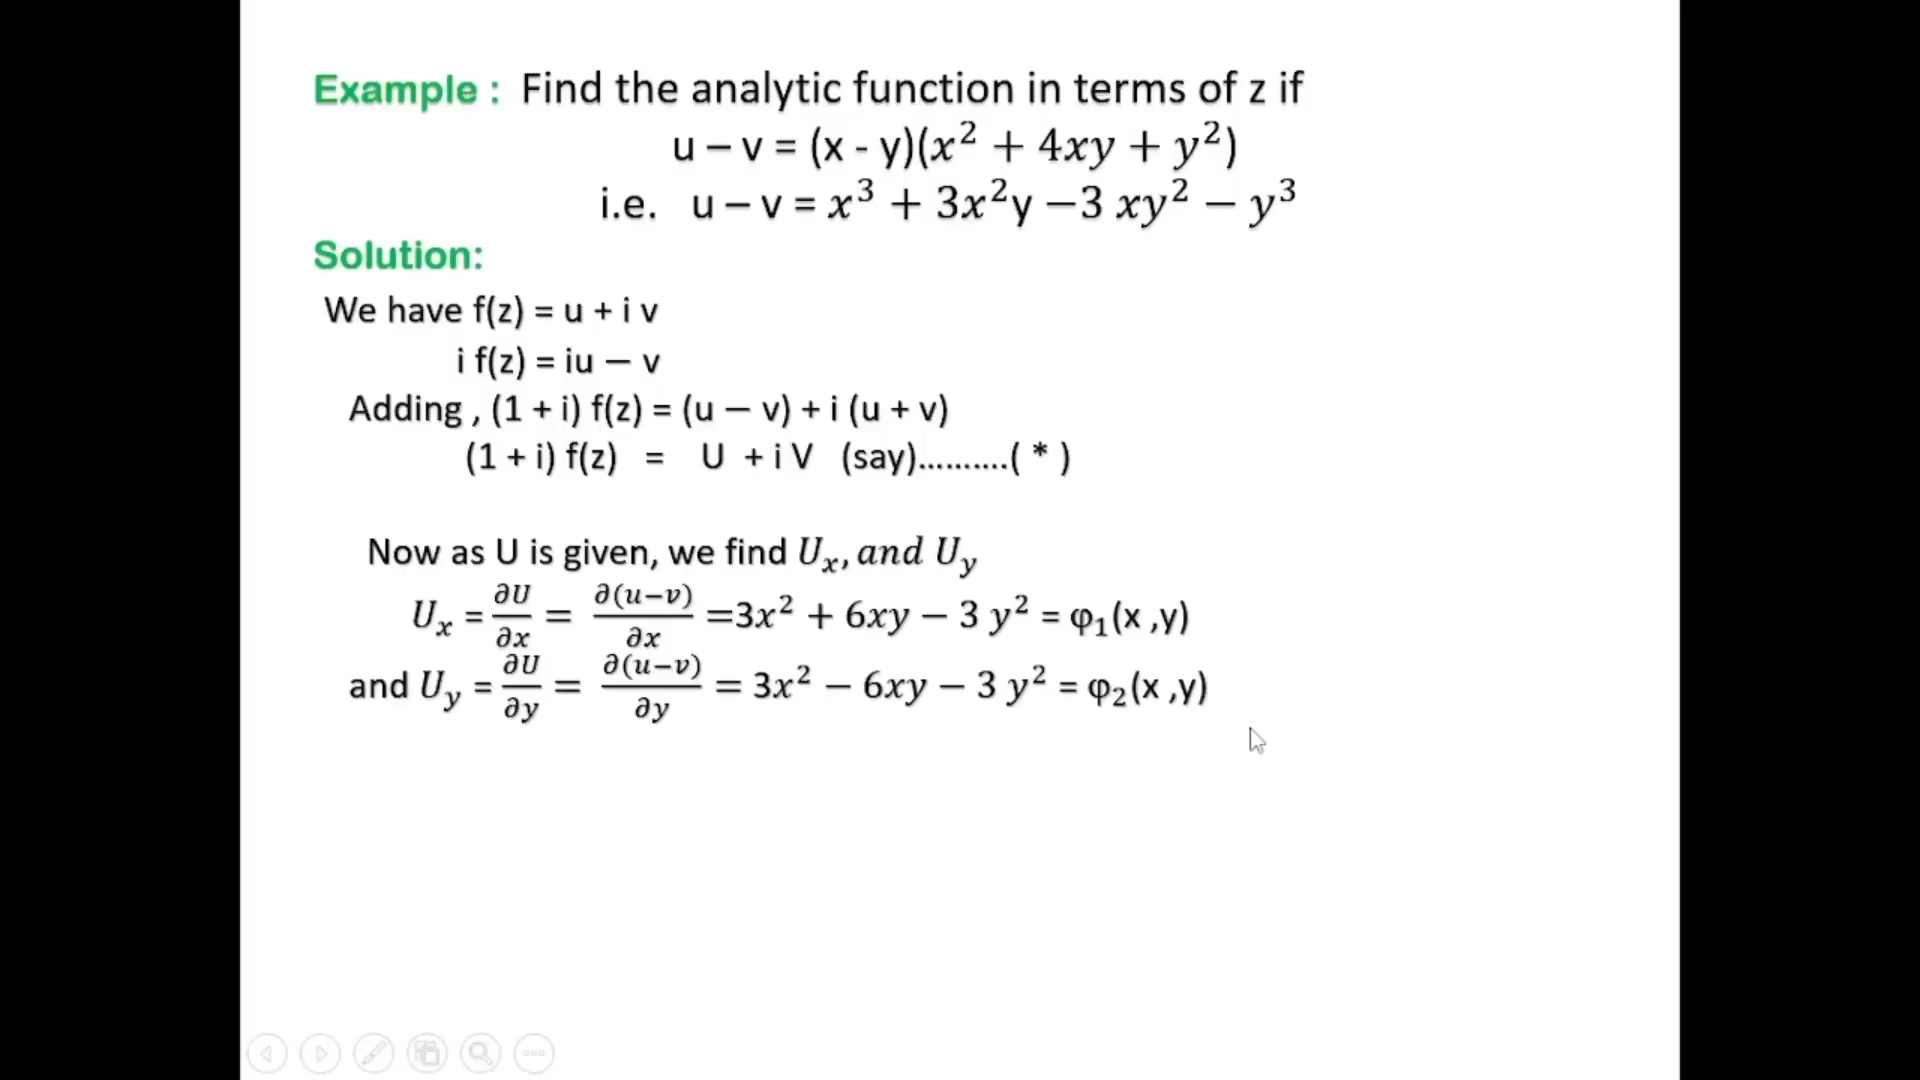 Example : Find the analytic function in terms of z if
u – v = (x - y)(x² + 4xy + y²)
i.e. u – v = x³ + 3x²y −3 xy² − y³
Solution:
We have f(z) = u + i v
i f(z) = iu − v
Adding , (1 + i) f(z) = (u − v) + i (u + v)
(1 + i) f(z) = U + i V (say)..........( * )
Now as U is given, we find Uₓ, and U_y
Uₓ = ∂U/∂x = ∂(u−v)/∂x =3x² + 6xy − 3 y² = φ₁(x ,y)
and U_y = ∂U/∂y = ∂(u−v)/∂y = 3x² − 6xy − 3 y² = φ₂(x ,y)